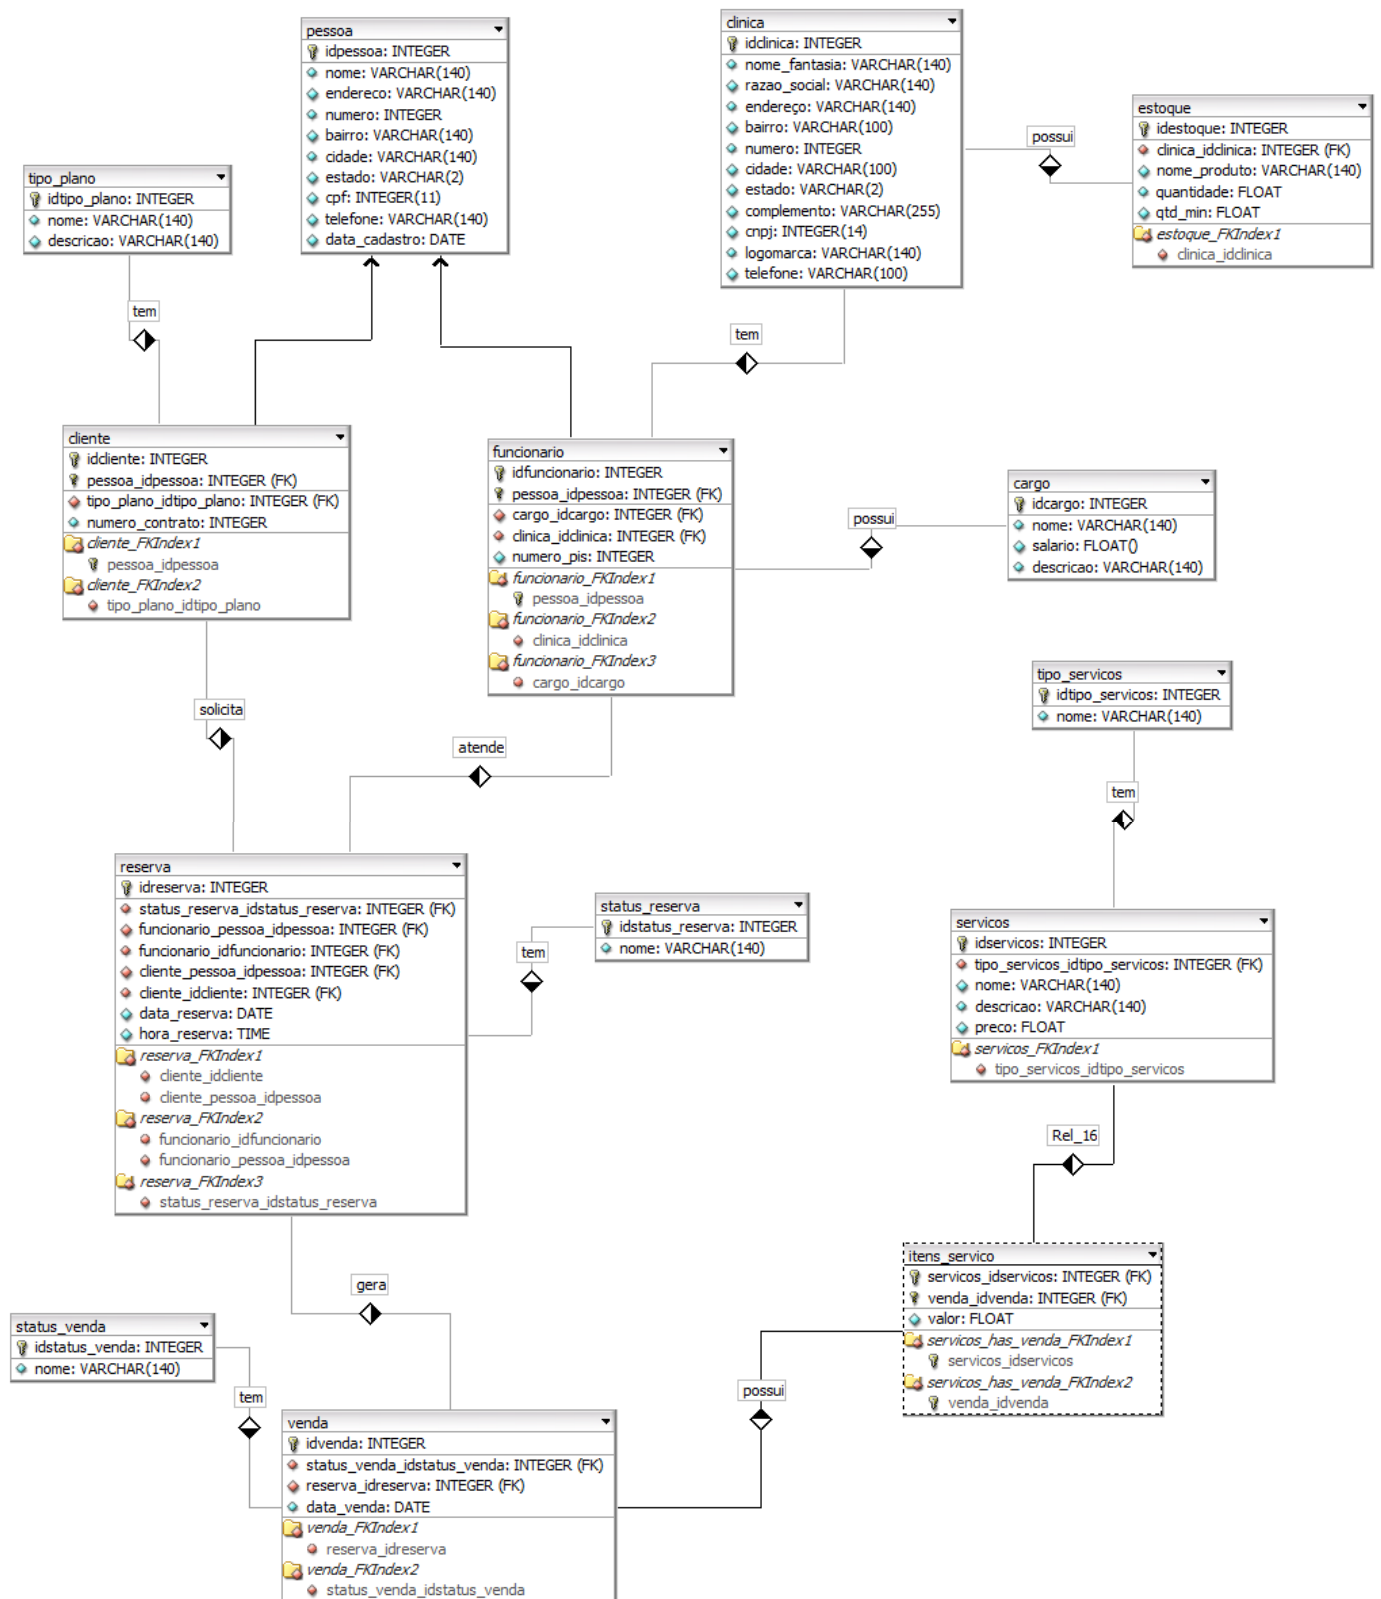 pessoa
idpessoa: INTEGER
nome: VARCHAR(140)
endereco: VARCHAR(140)
numero: INTEGER
bairro: VARCHAR(140)
cidade: VARCHAR(140)
estado: VARCHAR(2)
cpf: INTEGER(11)
telefone: VARCHAR(140)
data_cadastro: DATE
clinica
idclinica: INTEGER
nome_fantasia: VARCHAR(140)
razao_social: VARCHAR(140)
endereço: VARCHAR(140)
bairro: VARCHAR(100)
numero: INTEGER
cidade: VARCHAR(100)
estado: VARCHAR(2)
complemento: VARCHAR(255)
cnpj: INTEGER(14)
logomarca: VARCHAR(140)
telefone: VARCHAR(100)
possui
estoque
idestoque: INTEGER
clinica_idclinica: INTEGER (FK)
nome_produto: VARCHAR(140)
quantidade: FLOAT
qtd_min: FLOAT
estoque_FKIndex1
clinica_idclinica
tipo_plano
idtipo_plano: INTEGER
nome: VARCHAR(140)
descricao: VARCHAR(140)
tem
tem
cliente
idcliente: INTEGER
pessoa_idpessoa: INTEGER (FK)
tipo_plano_idtipo_plano: INTEGER (FK)
numero_contrato: INTEGER
cliente_FKIndex1
pessoa_idpessoa
cliente_FKIndex2
tipo_plano_idtipo_plano
funcionario
idfuncionario: INTEGER
pessoa_idpessoa: INTEGER (FK)
cargo_idcargo: INTEGER (FK)
clinica_idclinica: INTEGER (FK)
numero_pis: INTEGER
funcionario_FKIndex1
pessoa_idpessoa
funcionario_FKIndex2
clinica_idclinica
funcionario_FKIndex3
cargo_idcargo
possui
cargo
idcargo: INTEGER
nome: VARCHAR(140)
salario: FLOAT()
descricao: VARCHAR(140)
solicita
atende
tipo_servicos
idtipo_servicos: INTEGER
nome: VARCHAR(140)
tem
reserva
idreserva: INTEGER
status_reserva_idstatus_reserva: INTEGER (FK)
funcionario_pessoa_idpessoa: INTEGER (FK)
funcionario_idfuncionario: INTEGER (FK)
cliente_pessoa_idpessoa: INTEGER (FK)
cliente_idcliente: INTEGER (FK)
data_reserva: DATE
hora_reserva: TIME
reserva_FKIndex1
cliente_idcliente
cliente_pessoa_idpessoa
reserva_FKIndex2
funcionario_idfuncionario
funcionario_pessoa_idpessoa
reserva_FKIndex3
status_reserva_idstatus_reserva
tem
status_reserva
idstatus_reserva: INTEGER
nome: VARCHAR(140)
servicos
idservicos: INTEGER
tipo_servicos_idtipo_servicos: INTEGER (FK)
nome: VARCHAR(140)
descricao: VARCHAR(140)
preco: FLOAT
servicos_FKIndex1
tipo_servicos_idtipo_servicos
Rel_16
gera
itens_servico
servicos_idservicos: INTEGER (FK)
venda_idvenda: INTEGER (FK)
valor: FLOAT
servicos_has_venda_FKIndex1
servicos_idservicos
servicos_has_venda_FKIndex2
venda_idvenda
status_venda
idstatus_venda: INTEGER
nome: VARCHAR(140)
tem
possui
venda
idvenda: INTEGER
status_venda_idstatus_venda: INTEGER (FK)
reserva_idreserva: INTEGER (FK)
data_venda: DATE
venda_FKIndex1
reserva_idreserva
venda_FKIndex2
status_venda_idstatus_venda